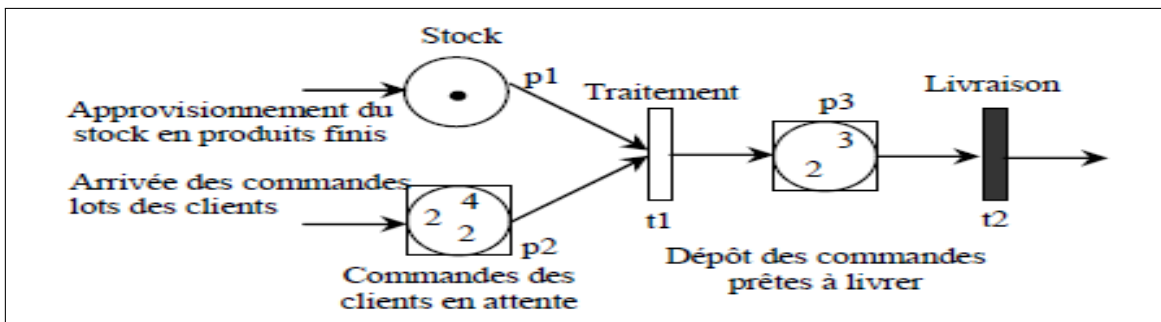 Stock
p1
Approvisionnement du
stock en produits finis
Traitement
Livraison
p3
3
2
Arrivée des commandes
lots des clients
2
4
2
p2
t1
t2
Commandes des
clients en attente
Dépôt des commandes
prêtes à livrer